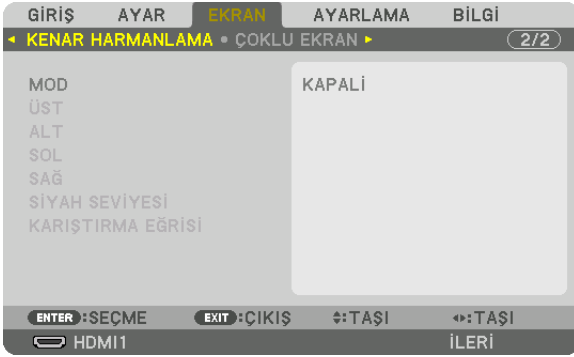 GİRİŞ AYAR EKRAN AYARLAMA BİLGİ
◂ KENAR HARMANLAMA • ÇOKLU EKRAN ▸ 2/2
MOD KAPALİ
ÜST
ALT
SOL
SAĞ
SİYAH SEVİYESİ
KARIŞTIRMA EĞRİSİ
ENTER :SEÇME EXIT :ÇIKIŞ :TAŞI :TAŞI
HDMI1 İLERİ